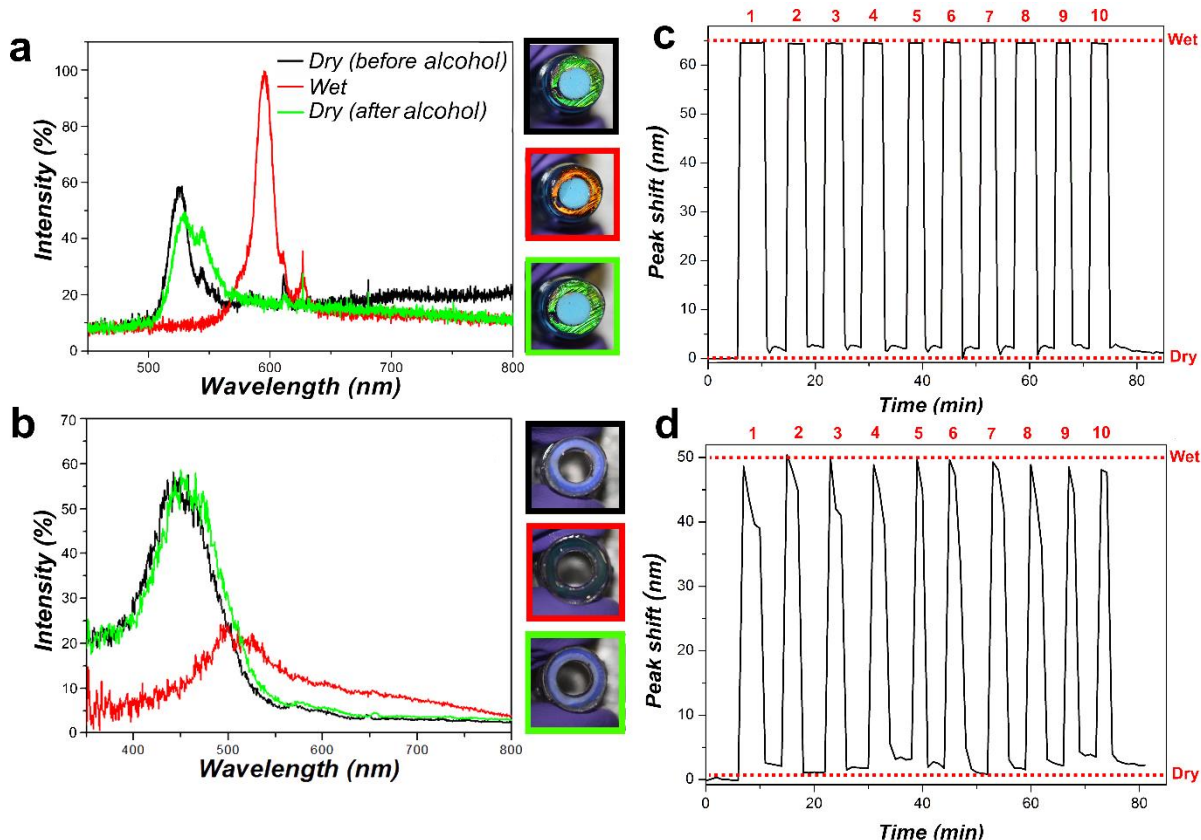 a
Dry (before alcohol)
Wet
Dry (after alcohol)
Intensity (%)
100
80
60
40
20
0
500
600
700
800
Wavelength (nm)
c
1 2 3 4 5 6 7 8 9 10
Wet
Dry
Peak shift (nm)
60
50
40
30
20
10
0
0 20 40 60 80
Time (min)
b
Intensity (%)
70
60
50
40
30
20
10
0
400 500 600 700 800
Wavelength (nm)
d
1 2 3 4 5 6 7 8 9 10
Wet
Dry
Peak shift (nm)
50
40
30
20
10
0
0 20 40 60 80
Time (min)